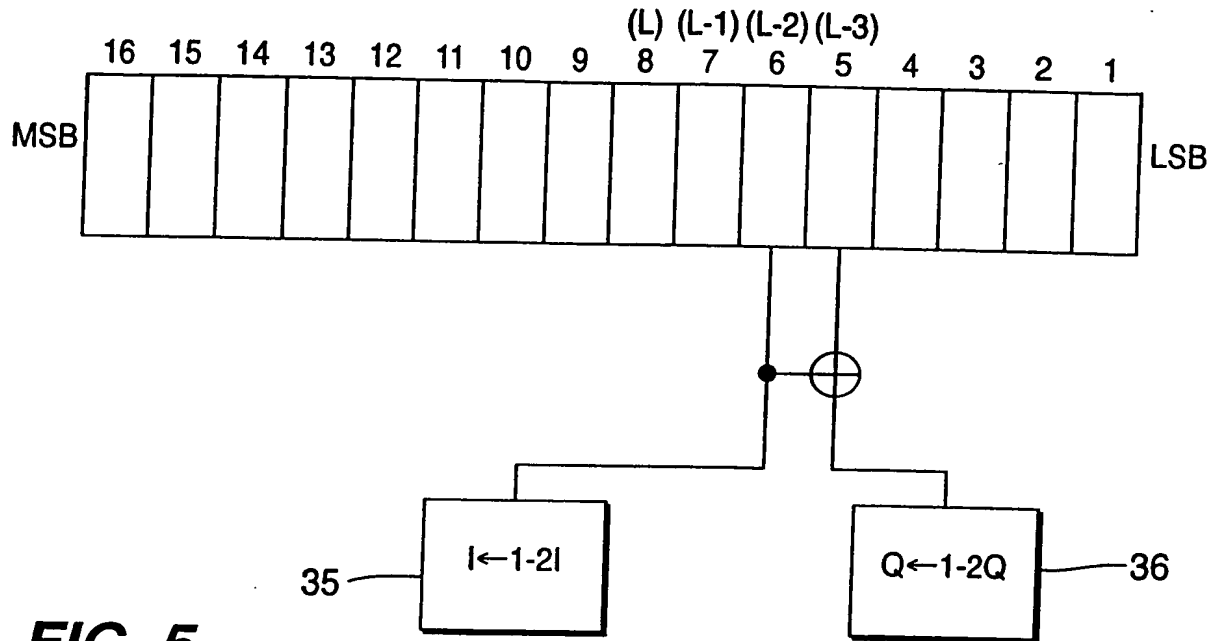 (L) (L-1) (L-2) (L-3)
16 15 14 13 12 11 10 9 8 7 6 5 4 3 2 1
MSB
LSB
I←1-2I
Q←1-2Q
35
36
FIG. 5